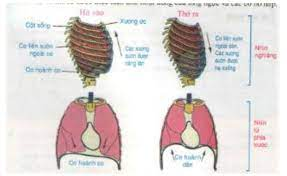 Hít vào
Thở ra
Cột sống
Xương ức
Cơ liên sườn
ngoài co
Các xương
sườn được
nâng lên
Cơ hoành co
Cơ liên sườn
ngoài dãn.
Các xương
sườn được
hạ xuống
Nhìn
nghiêng
Cơ hoành co
Cơ hoành
dãn
Nhìn
từ
phía
trước